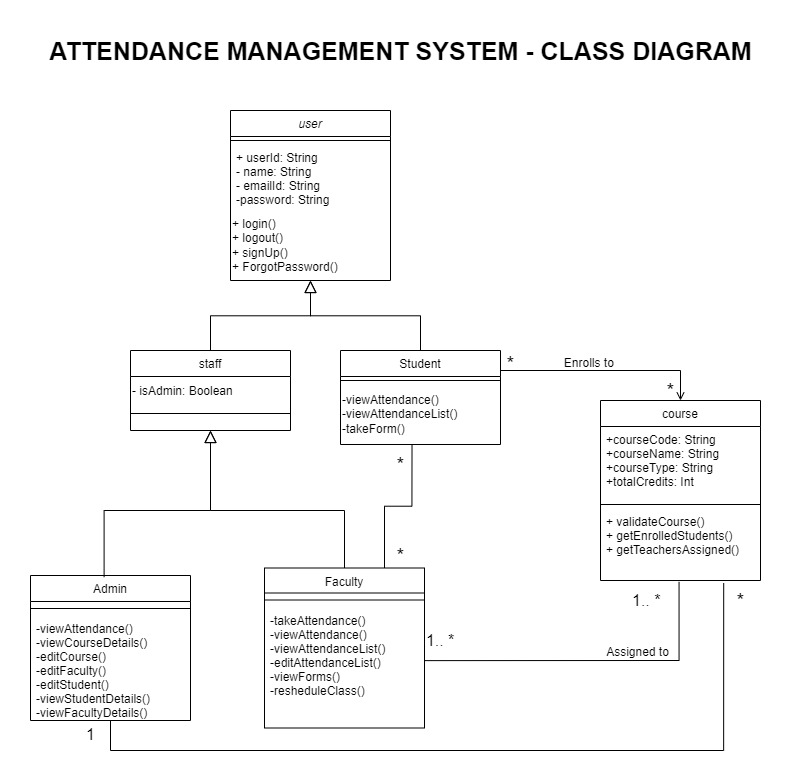 ATTENDANCE MANAGEMENT SYSTEM - CLASS DIAGRAM
user
+ userId: String
- name: String
- emailId: String
-password: String
+ login()
+ logout()
+ signUp()
+ ForgotPassword()
staff
- isAdmin: Boolean
Student
-viewAttendance()
-viewAttendanceList()
-takeForm()
*
Enrolls to
*
course
+courseCode: String
+courseName: String
+courseType: String
+totalCredits: Int
+ validateCourse()
+ getEnrolledStudents()
+ getTeachersAssigned()
*
*
Admin
-viewAttendance()
-viewCourseDetails()
-editCourse()
-editFaculty()
-editStudent()
-viewStudentDetails()
-viewFacultyDetails()
Faculty
-takeAttendance()
-viewAttendance()
-viewAttendanceList()
-editAttendanceList()
-viewForms()
-resheduleClass()
1.. *
*
1.. *
Assigned to
1